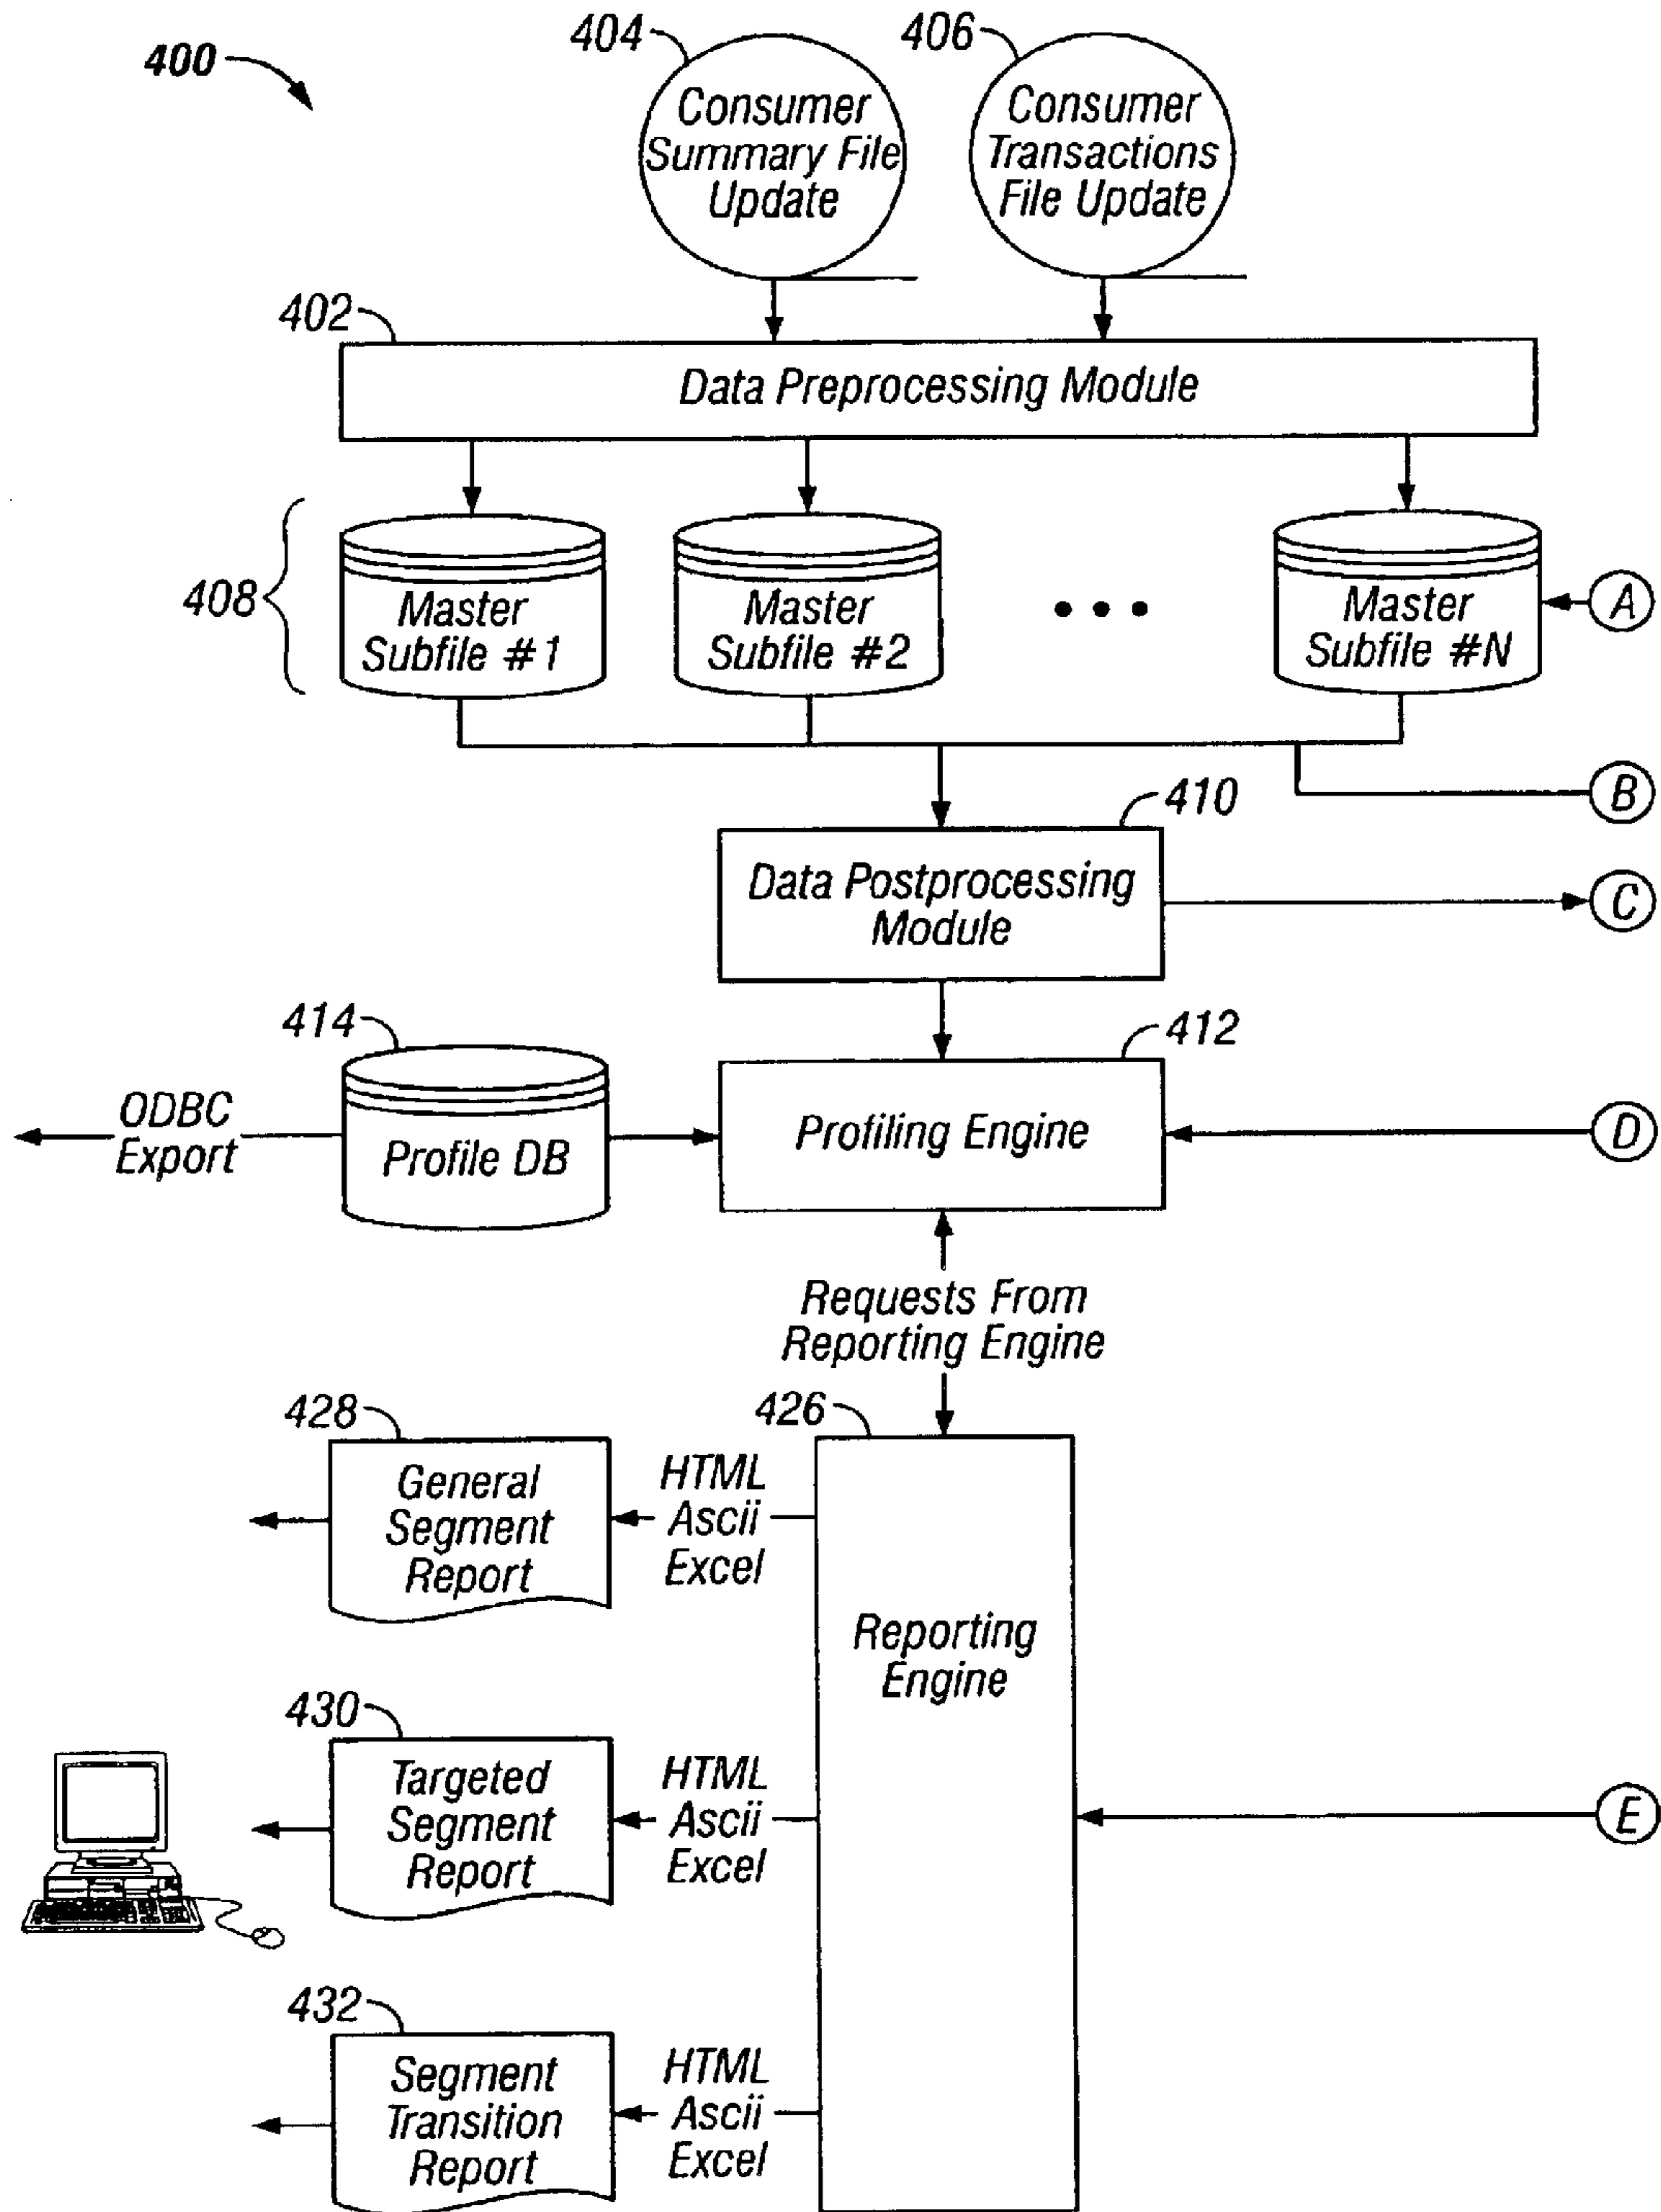 400
404
406
Consumer
Summary File
Update
Consumer
Transactions
File Update
402
Data Preprocessing Module
408
Master
Subfile #1
Master
Subfile #2
• • •
Master
Subfile #N
A
B
410
Data Postprocessing
Module
C
414
412
ODBC
Export
Profile DB
Profiling Engine
D
Requests From
Reporting Engine
428
426
General
Segment
Report
HTML
Ascii
Excel
Reporting
Engine
430
Targeted
Segment
Report
HTML
Ascii
Excel
E
432
Segment
Transition
Report
HTML
Ascii
Excel